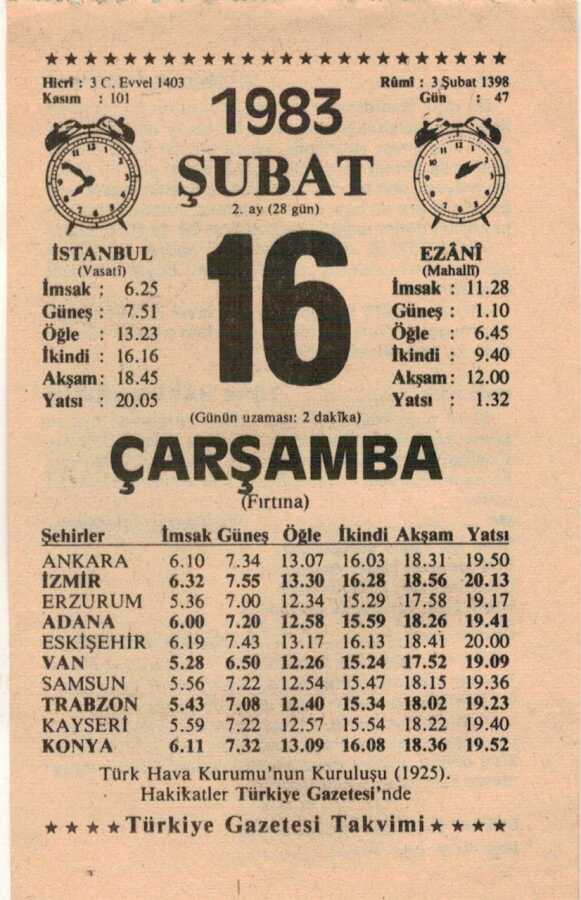 ★★★★★★★★★★★★★★★★★★★★★★★★
Hicrî : 3 C. Evvel 1403
Kasım : 101
Rûmî : 3 Şubat 1398
Gün : 47
1983
ŞUBAT
2. ay (28 gün)
16
İSTANBUL
(Vasatî)
İmsak : 6.25
Güneş : 7.51
Öğle : 13.23
İkindi : 16.16
Akşam: 18.45
Yatsı : 20.05
EZÂNÎ
(Mahallî)
İmsak : 11.28
Güneş : 1.10
Öğle : 6.45
İkindi : 9.40
Akşam: 12.00
Yatsı : 1.32
(Günün uzaması: 2 dakîka)
ÇARŞAMBA
(Fırtına)
Şehirler İmsak Güneş Öğle İkindi Akşam Yatsı
ANKARA 6.10 7.34 13.07 16.03 18.31 19.50
İZMİR 6.32 7.55 13.30 16.28 18.56 20.13
ERZURUM 5.36 7.00 12.34 15.29 17.58 19.17
ADANA 6.00 7.20 12.58 15.59 18.26 19.41
ESKİŞEHİR 6.19 7.43 13.17 16.13 18.41 20.00
VAN 5.28 6.50 12.26 15.24 17.52 19.09
SAMSUN 5.56 7.22 12.54 15.47 18.15 19.36
TRABZON 5.43 7.08 12.40 15.34 18.02 19.23
KAYSERİ 5.59 7.22 12.57 15.54 18.22 19.40
KONYA 6.11 7.32 13.09 16.08 18.36 19.52
Türk Hava Kurumu'nun Kuruluşu (1925).
Hakikatler Türkiye Gazetesi'nde
★★★★Türkiye Gazetesi Takvimi★★★★